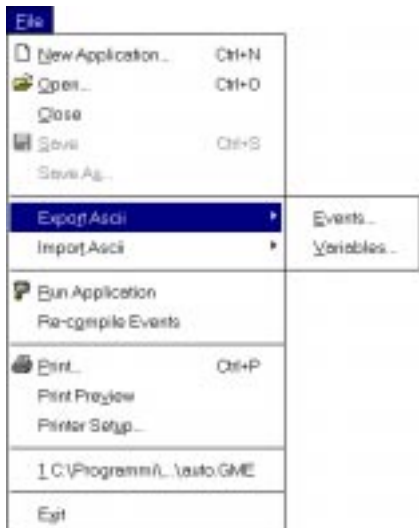 File
New Application... Ctrl+N
Open... Ctrl+O
Close
Save Ctrl+S
Save As...
Export Ascii
Events...
Import Ascii
Variables...
Run Application
Re-compile Events
Print... Ctrl+P
Print Preview
Printer Setup...
1 C:\Programmi\...\auto.GME
Exit